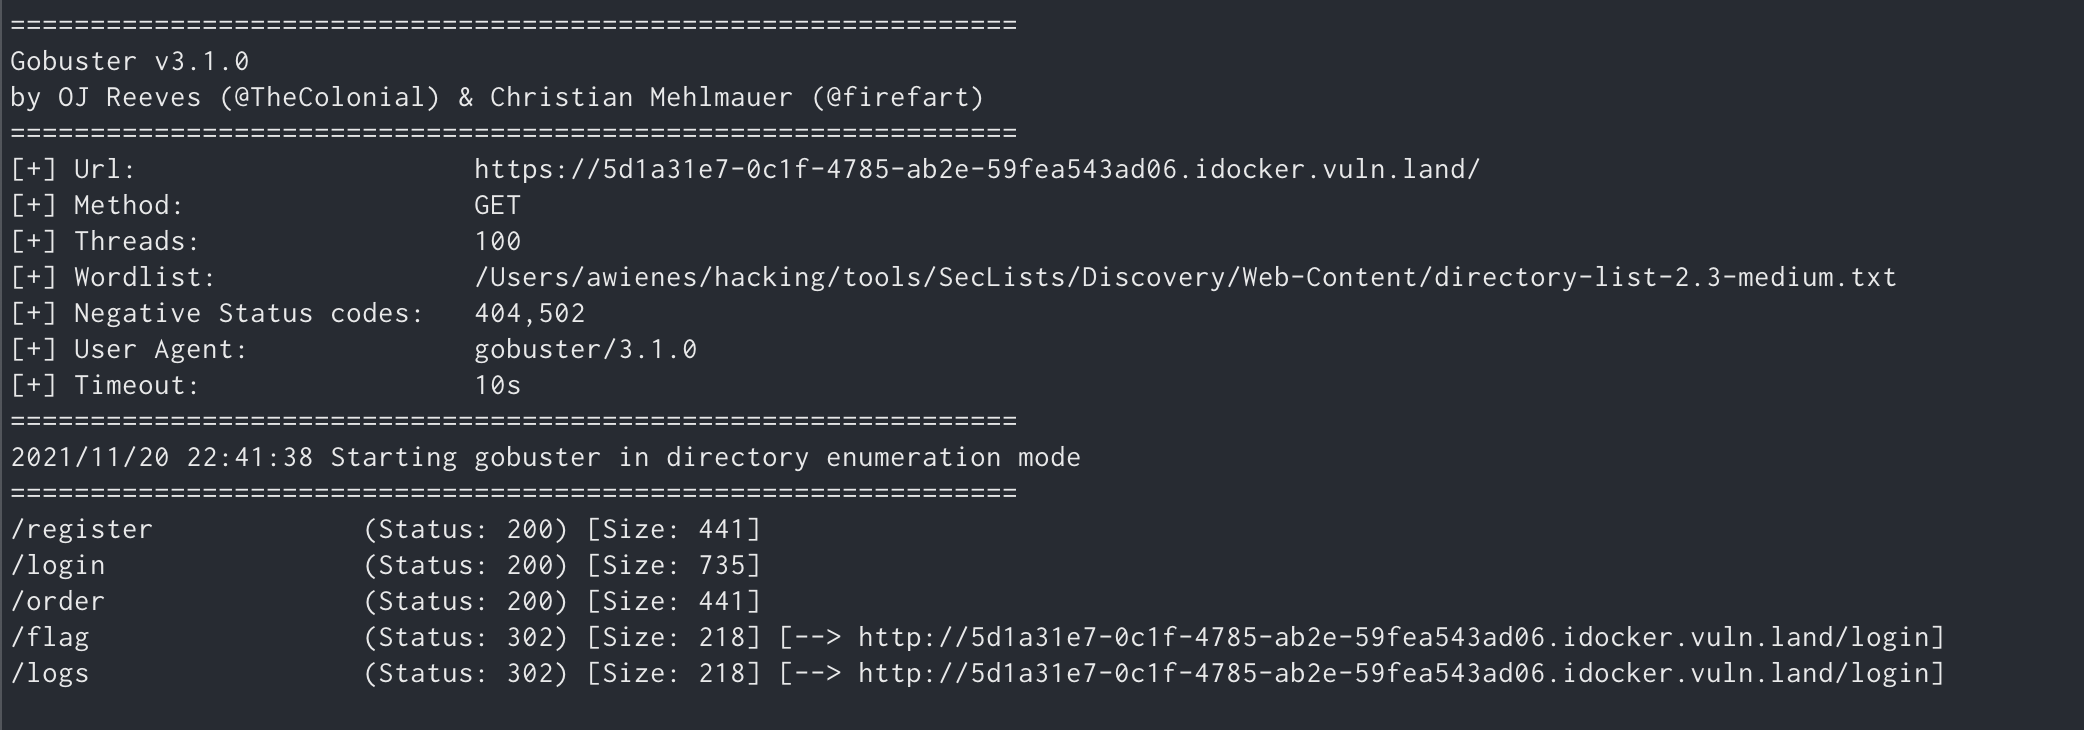 ===============================================================
Gobuster v3.1.0
by OJ Reeves (@TheColonial) & Christian Mehlmauer (@firefart)
===============================================================
[+] Url:                     https://5d1a31e7-0c1f-4785-ab2e-59fea543ad06.idocker.vuln.land/
[+] Method:                  GET
[+] Threads:                 100
[+] Wordlist:                /Users/awienes/hacking/tools/SecLists/Discovery/Web-Content/directory-list-2.3-medium.txt
[+] Negative Status codes:   404,502
[+] User Agent:              gobuster/3.1.0
[+] Timeout:                 10s
===============================================================
2021/11/20 22:41:38 Starting gobuster in directory enumeration mode
===============================================================
/register             (Status: 200) [Size: 441]
/login                (Status: 200) [Size: 735]
/order                (Status: 200) [Size: 441]
/flag                 (Status: 302) [Size: 218] [--> http://5d1a31e7-0c1f-4785-ab2e-59fea543ad06.idocker.vuln.land/login]
/logs                 (Status: 302) [Size: 218] [--> http://5d1a31e7-0c1f-4785-ab2e-59fea543ad06.idocker.vuln.land/login]